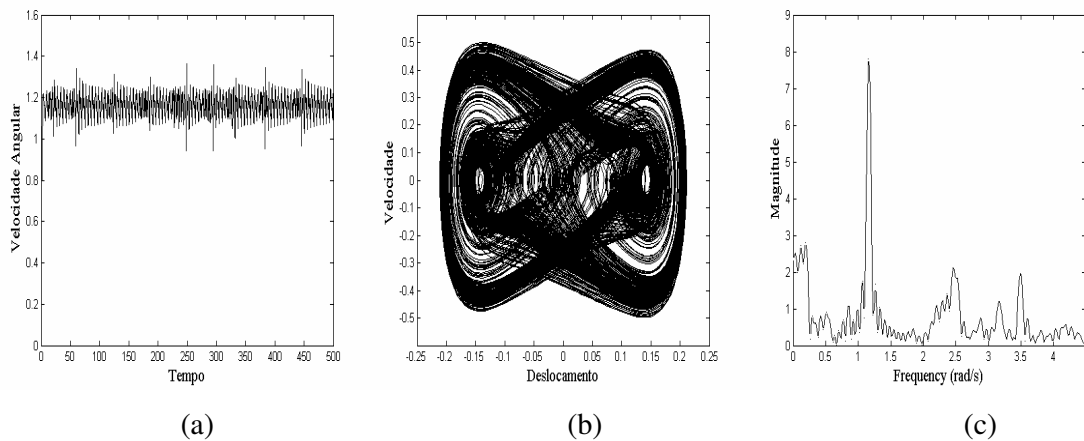 1.6
1.4
1.2
1
0.8
0.6
0.4
0.2
0
Velocidade Angular
0 50 100 150 200 250 300 350 400 450 500
Tempo
(a)
0.5
0.4
0.3
0.2
0.1
0
-0.1
-0.2
-0.3
-0.4
-0.5
Velocidade
-0.25 -0.2 -0.15 -0.1 -0.05 0 0.05 0.1 0.15 0.2 0.25
Deslocamento
(b)
9
8
7
6
5
4
3
2
1
0
Magnitude
0 0.5 1 1.5 2 2.5 3 3.5 4
Frequency (rad/s)
(c)